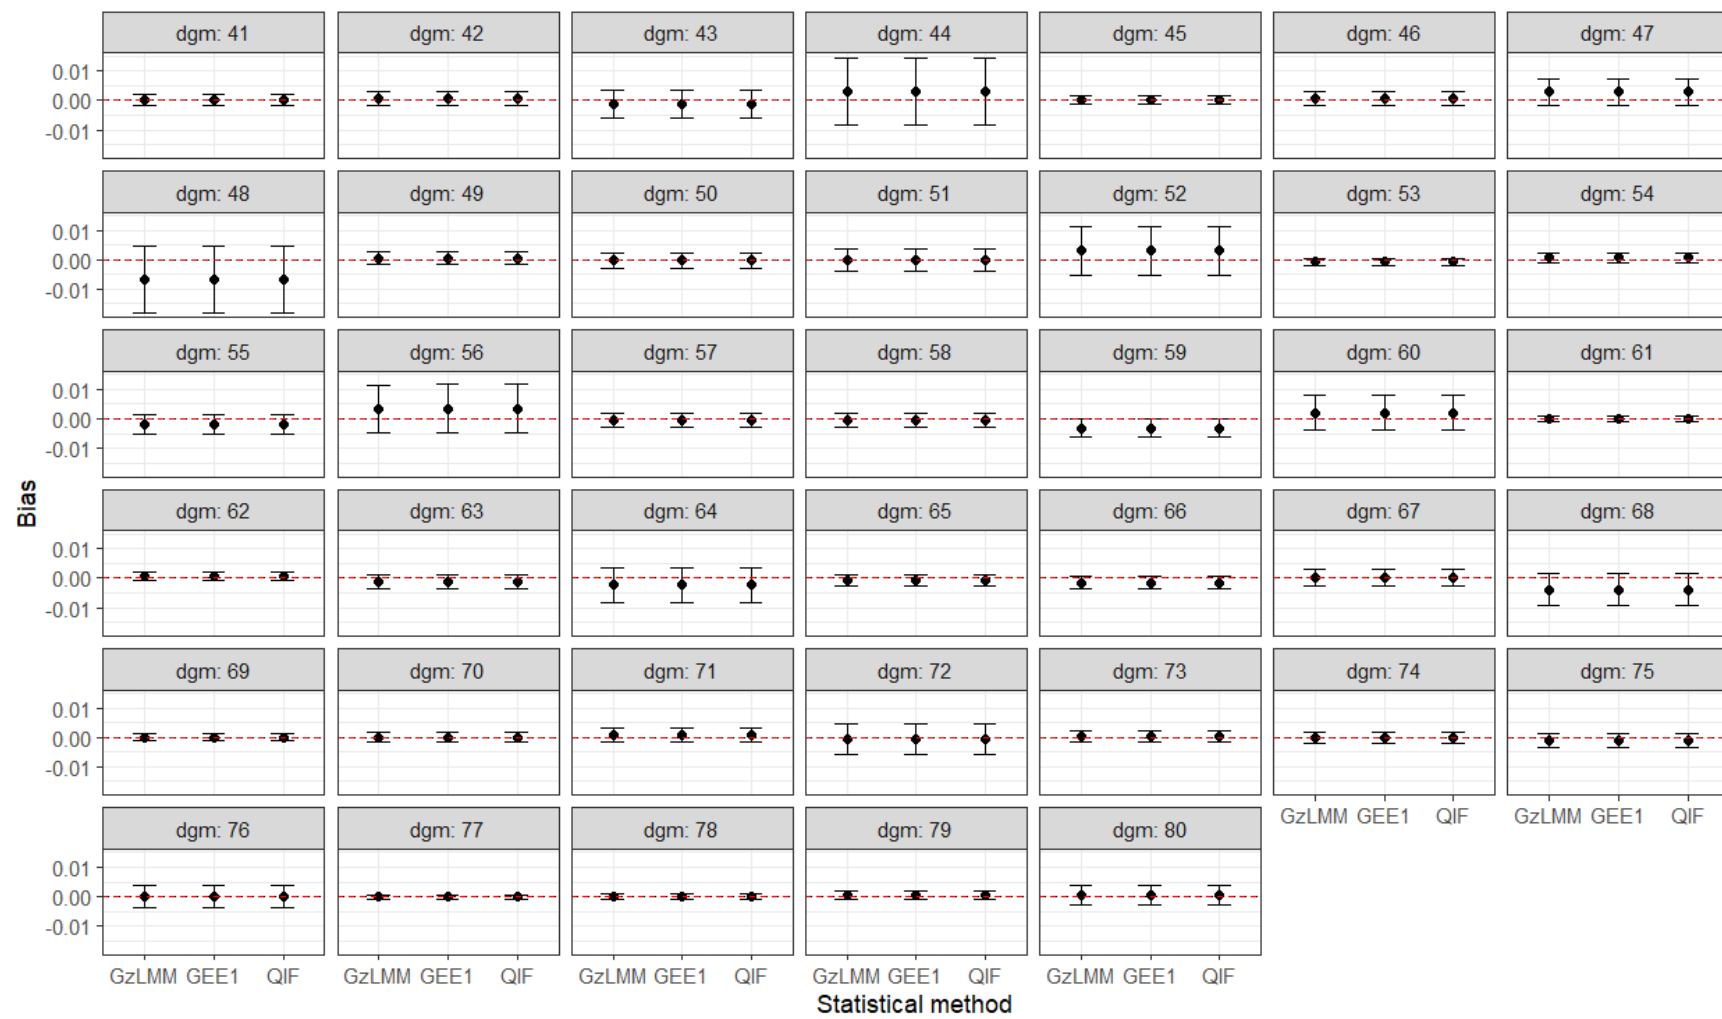 dgm: 41 dgm: 42 dgm: 43 dgm: 44 dgm: 45 dgm: 46 dgm: 47
0.01
0.00
-0.01
dgm: 48 dgm: 49 dgm: 50 dgm: 51 dgm: 52 dgm: 53 dgm: 54
0.01
0.00
-0.01
dgm: 55 dgm: 56 dgm: 57 dgm: 58 dgm: 59 dgm: 60 dgm: 61
0.01
0.00
-0.01
Bias
dgm: 62 dgm: 63 dgm: 64 dgm: 65 dgm: 66 dgm: 67 dgm: 68
0.01
0.00
-0.01
dgm: 69 dgm: 70 dgm: 71 dgm: 72 dgm: 73 dgm: 74 dgm: 75
0.01
0.00
-0.01
GzLMM GEE1 QIF GzLMM GEE1 QIF
dgm: 76 dgm: 77 dgm: 78 dgm: 79 dgm: 80
0.01
0.00
-0.01
GzLMM GEE1 QIF GzLMM GEE1 QIF GzLMM GEE1 QIF GzLMM GEE1 QIF GzLMM GEE1 QIF
Statistical method